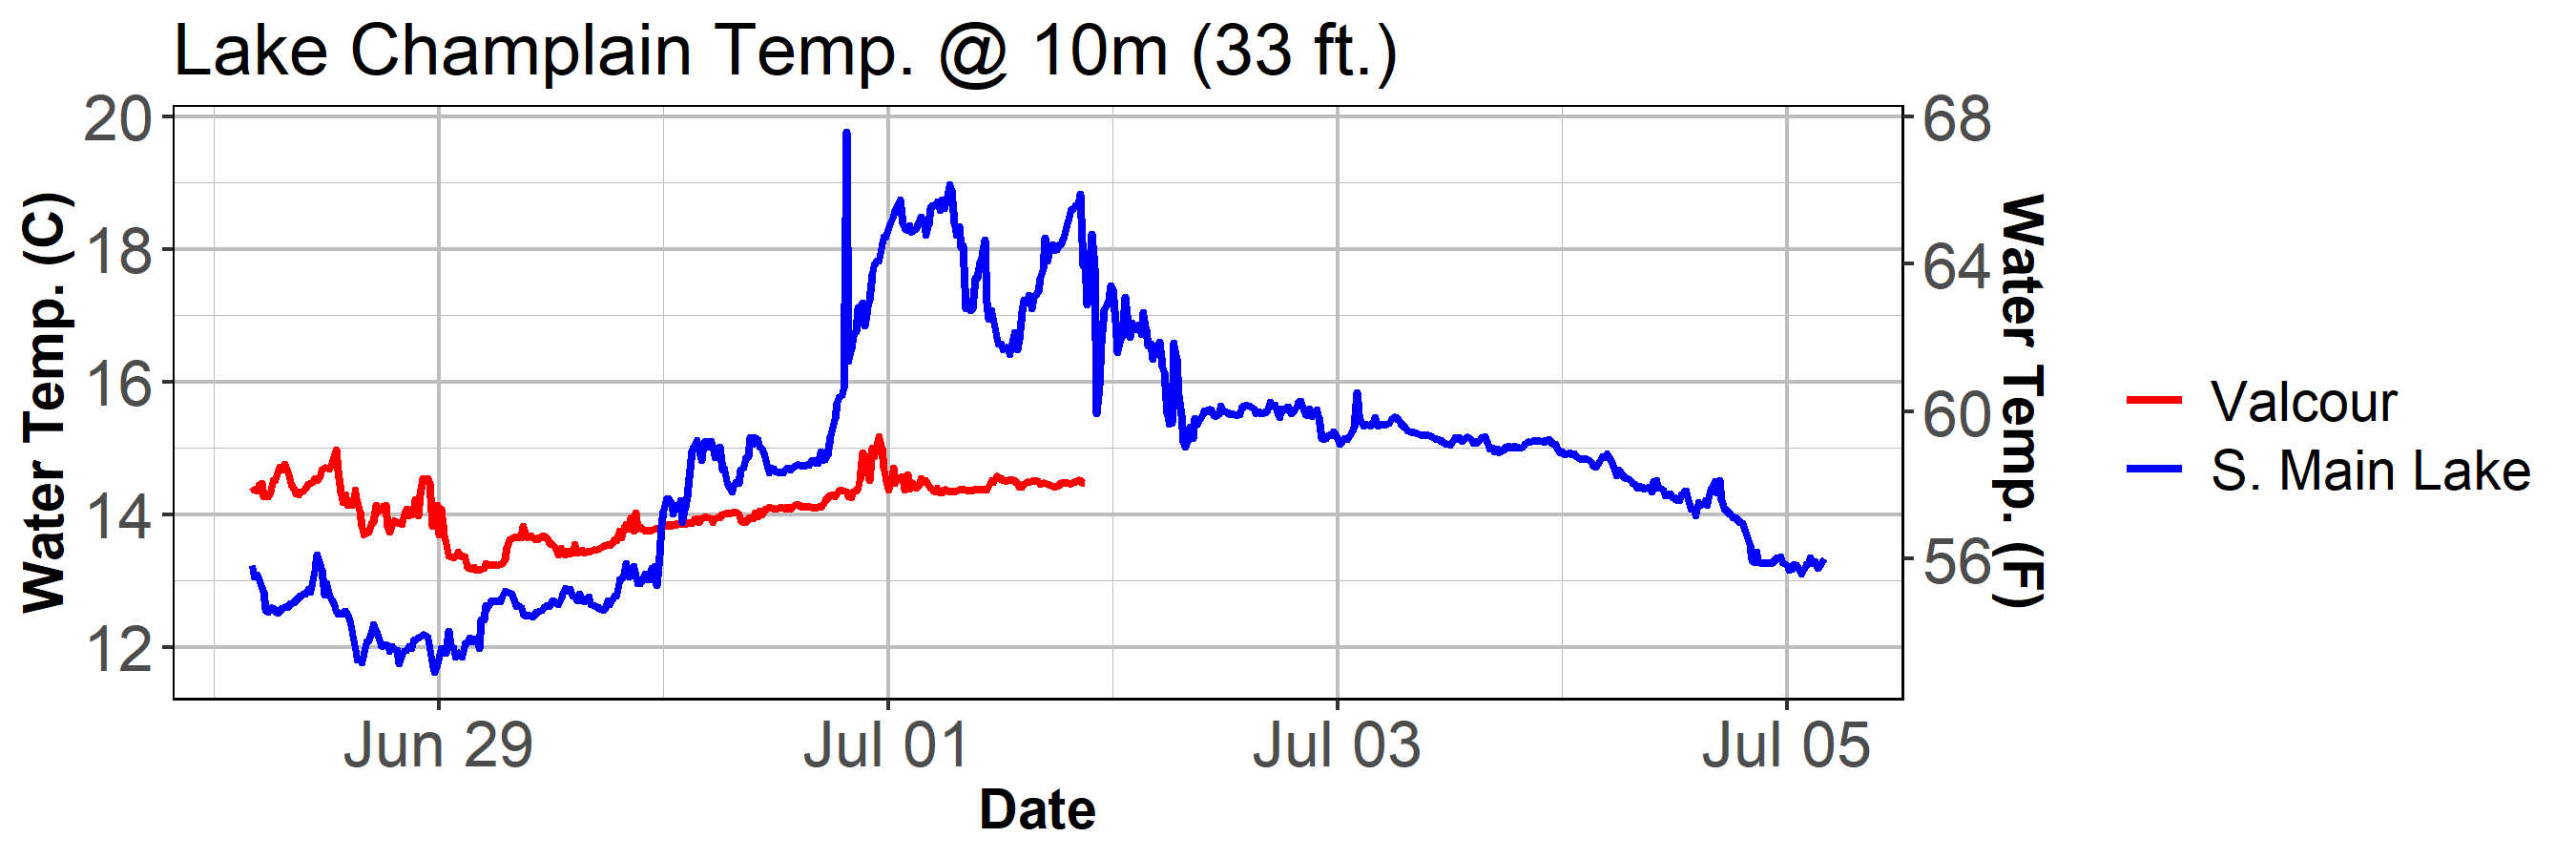 Lake Champlain Temp. @ 10m (33 ft.)
Water Temp. (C)
20
18
16
14
12
68
64
60
56
Water Temp. (F)
Jun 29
Jul 01
Jul 03
Jul 05
Date
Valcour
S. Main Lake